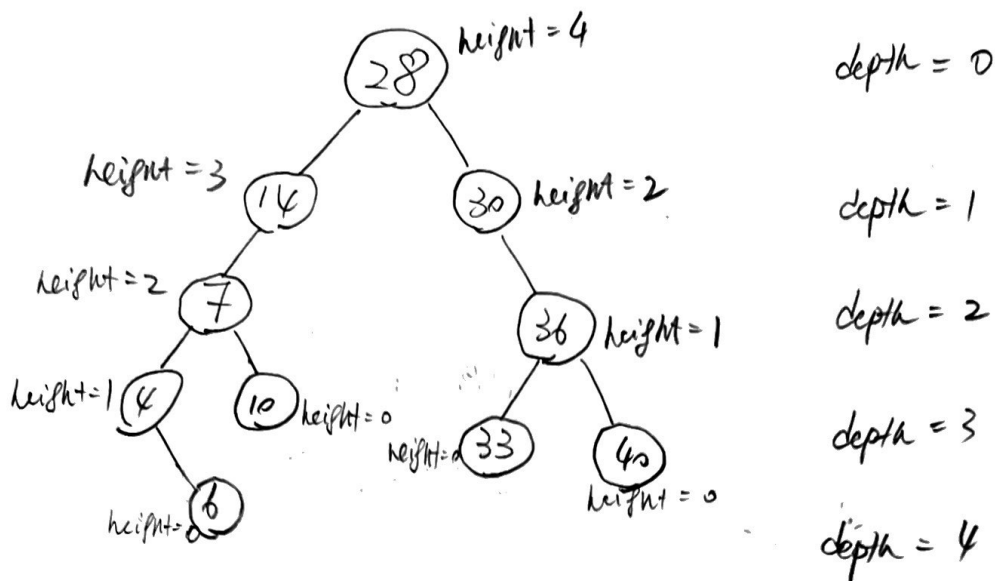 height = 4
28
depth = 0
height = 3
14
30
height = 2
depth = 1
height = 2
7
36
height = 1
depth = 2
height = 1
4
10
height = 0
height = 0
33
40
height = 0
depth = 3
6
height = 0
depth = 4